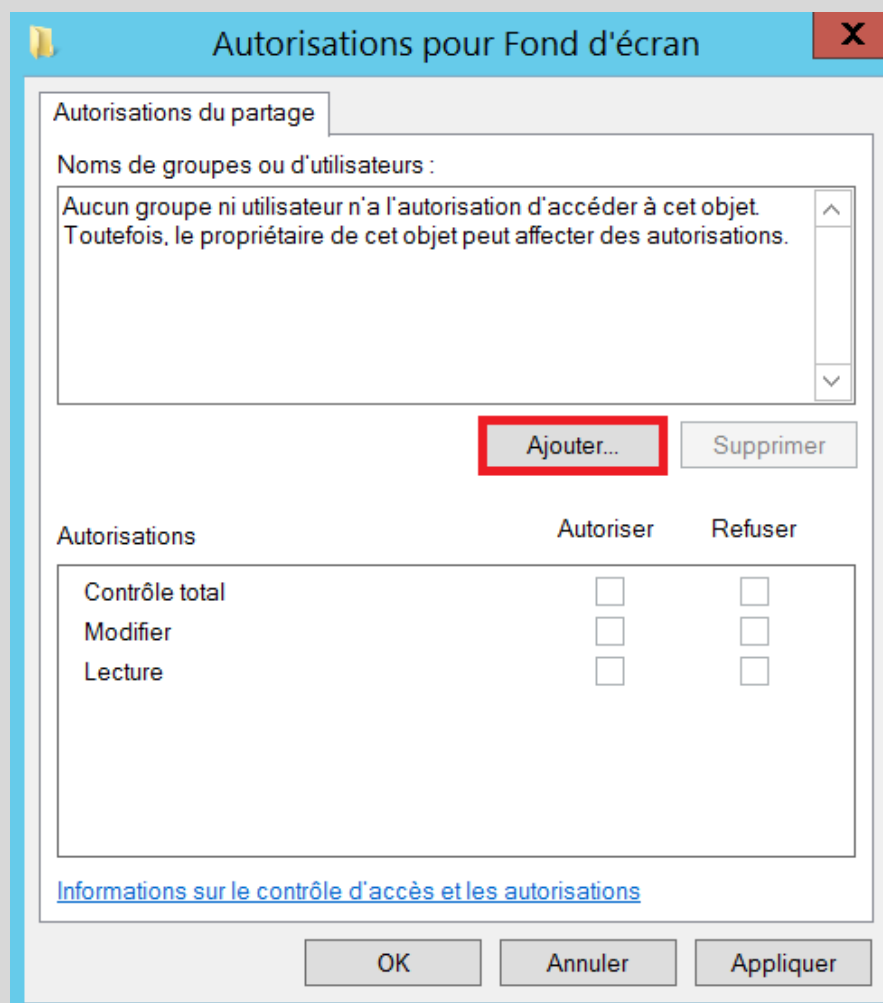 Autorisations pour Fond d'écran
X
Autorisations du partage
Noms de groupes ou d'utilisateurs :
Aucun groupe ni utilisateur n'a l'autorisation d'accéder à cet objet.
Toutefois, le propriétaire de cet objet peut affecter des autorisations.
Ajouter... Supprimer
Autorisations Autoriser Refuser
Contrôle total
Modifier
Lecture
Informations sur le contrôle d'accès et les autorisations
OK Annuler Appliquer